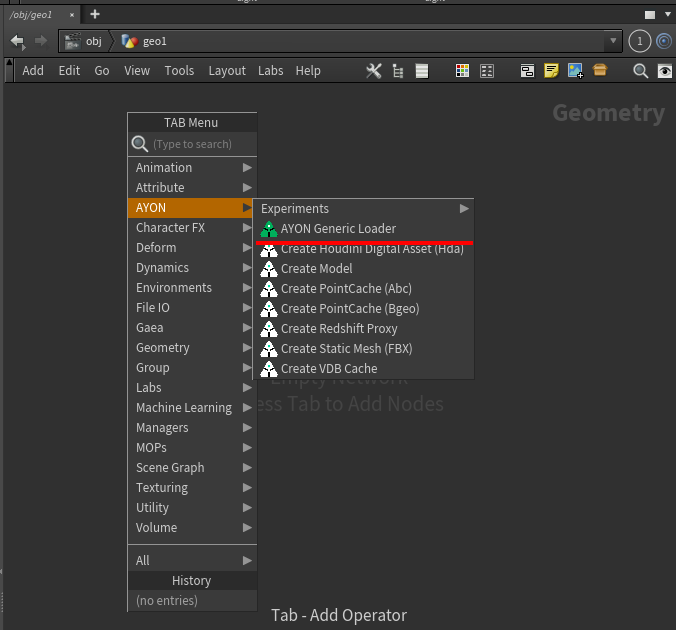 /obj/geo1
obj geo1
1
Add Edit Go View Tools Layout Labs Help
Geometry
TAB Menu
(Type to search)
Animation
Attribute
AYON
Character FX
Deform
Dynamics
Environments
File IO
Gaea
Geometry
Group
Labs
Machine Learning
Managers
MOPs
Scene Graph
Texturing
Utility
Volume
All
History
(no entries)
Experiments
AYON Generic Loader
Create Houdini Digital Asset (Hda)
Create Model
Create PointCache (Abc)
Create PointCache (Bgeo)
Create Redshift Proxy
Create Static Mesh (FBX)
Create VDB Cache
Empty Network
ess Tab to Add Nodes
Tab - Add Operator